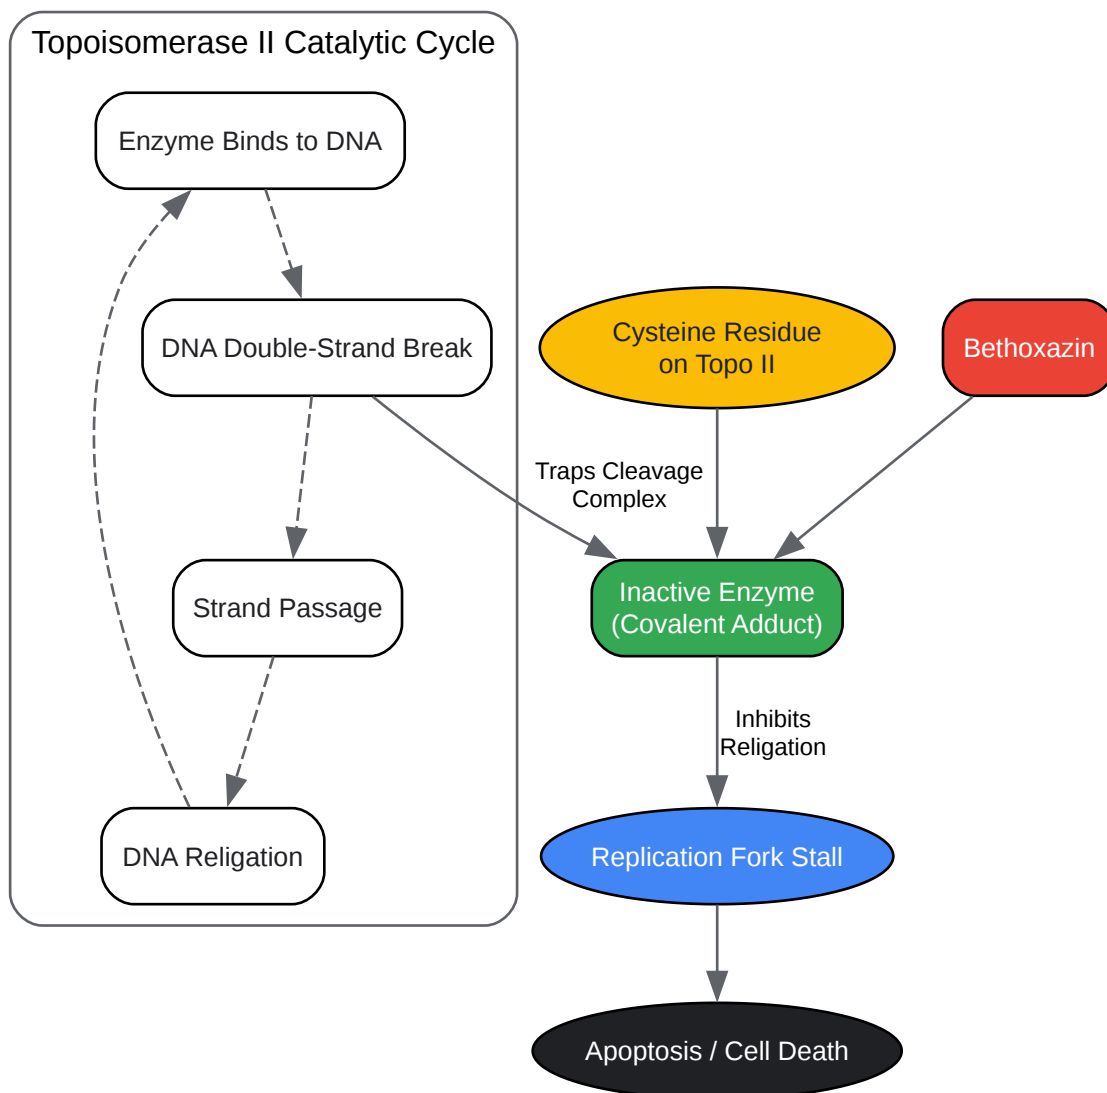 Topoisomerase II Catalytic Cycle
Enzyme Binds to DNA
DNA Double-Strand Break
Cysteine Residue
on Topo II
Bethoxazin
Traps Cleavage
Complex
Strand Passage
Inactive Enzyme
(Covalent Adduct)
Inhibits
Religation
DNA Religation
Replication Fork Stall
Apoptosis / Cell Death